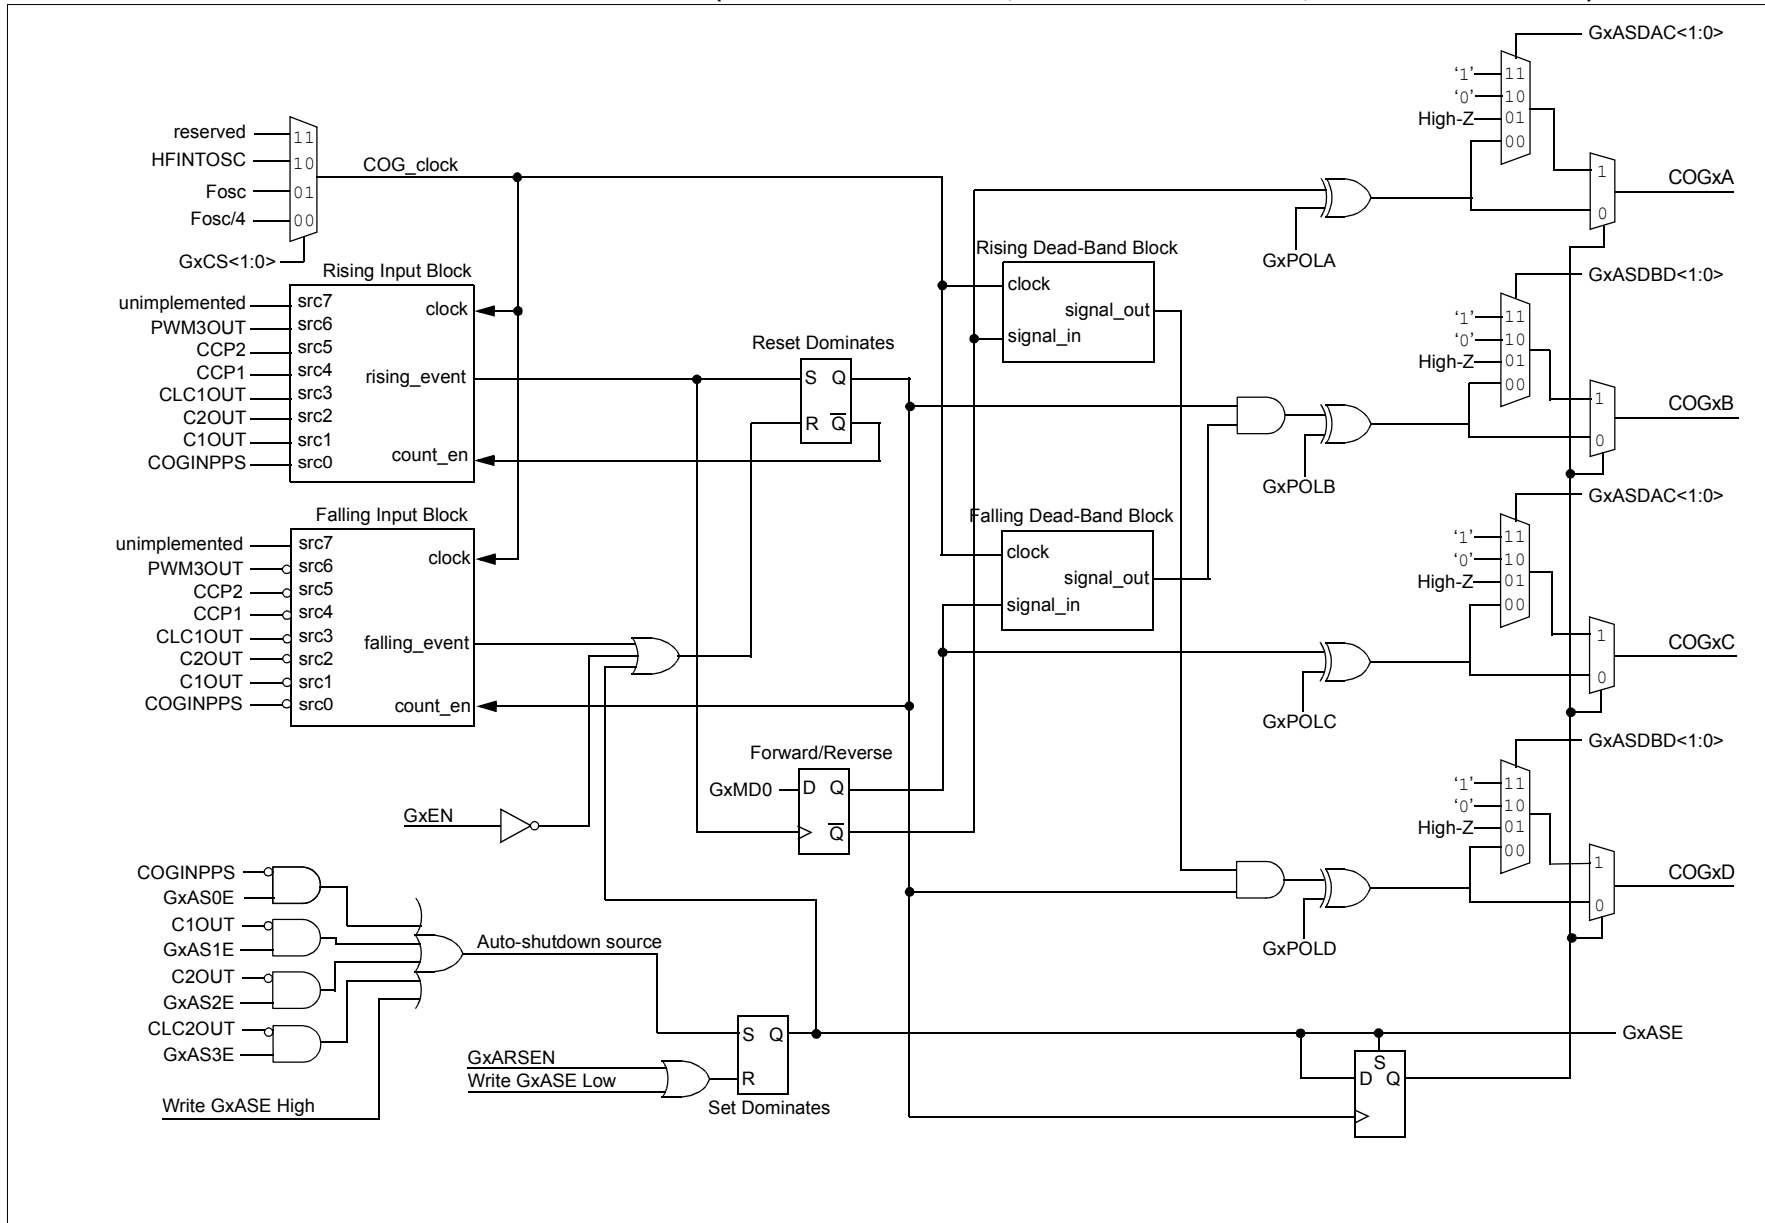 GxASDAC<1:0>
‘1’ 11
‘0’ 10
High-Z 01
00
1
0
COGxA
GxPOLA
reserved 11
HFINTOSC 10
Fosc 01
Fosc/4 00
GxCS<1:0>
COG_clock
Rising Input Block
unimplemented src7
PWM3OUT src6
CCP2 src5
CCP1 src4
CLC1OUT src3
C2OUT src2
C1OUT src1
COGINPPS src0
clock
rising_event
count_en
Reset Dominates
S Q
R Q
Rising Dead-Band Block
clock
signal_out
signal_in
GxASDBD<1:0>
‘1’ 11
‘0’ 10
High-Z 01
00
1
0
COGxB
GxPOLB
Falling Input Block
unimplemented src7
PWM3OUT src6
CCP2 src5
CCP1 src4
CLC1OUT src3
C2OUT src2
C1OUT src1
COGINPPS src0
clock
falling_event
count_en
Falling Dead-Band Block
clock
signal_out
signal_in
GxASDAC<1:0>
‘1’ 11
‘0’ 10
High-Z 01
00
1
0
COGxC
GxPOLC
Forward/Reverse
GxMD0 D Q
Q
GxEN
GxASDBD<1:0>
‘1’ 11
‘0’ 10
High-Z 01
00
1
0
COGxD
GxPOLD
COGINPPS
GxAS0E
C1OUT
GxAS1E
C2OUT
GxAS2E
CLC2OUT
GxAS3E
Write GxASE High
Auto-shutdown source
GxARSEN
Write GxASE Low
S Q
R
Set Dominates
GxASE
S
D Q